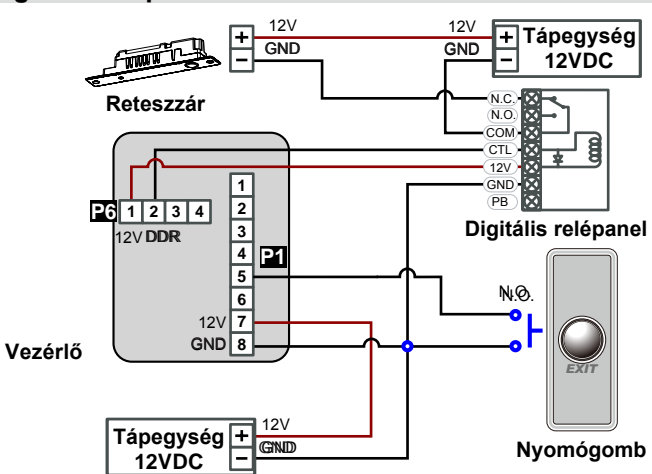 12V
12V
+
+
Tápegység
GND
GND
−
−
12VDC
Reteszzár
N.C.
N.O.
COM
CTL
12V
GND
PB
Digitális relépanel
P6
1
2
3
4
12V
DDR
1
2
3
4
5
6
7
8
P1
12V
GND
Vezérlő
N.O.
EXIT
Nyomógomb
Tápegység
12VDC
+
−
12V
GND